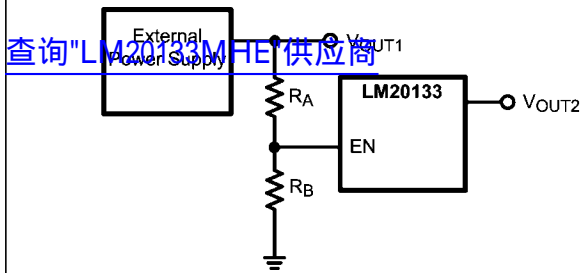 External
Power Supply
查询"LM20133MHE"供应商
VOUT1
RA
LM20133
VOUT2
EN
RB